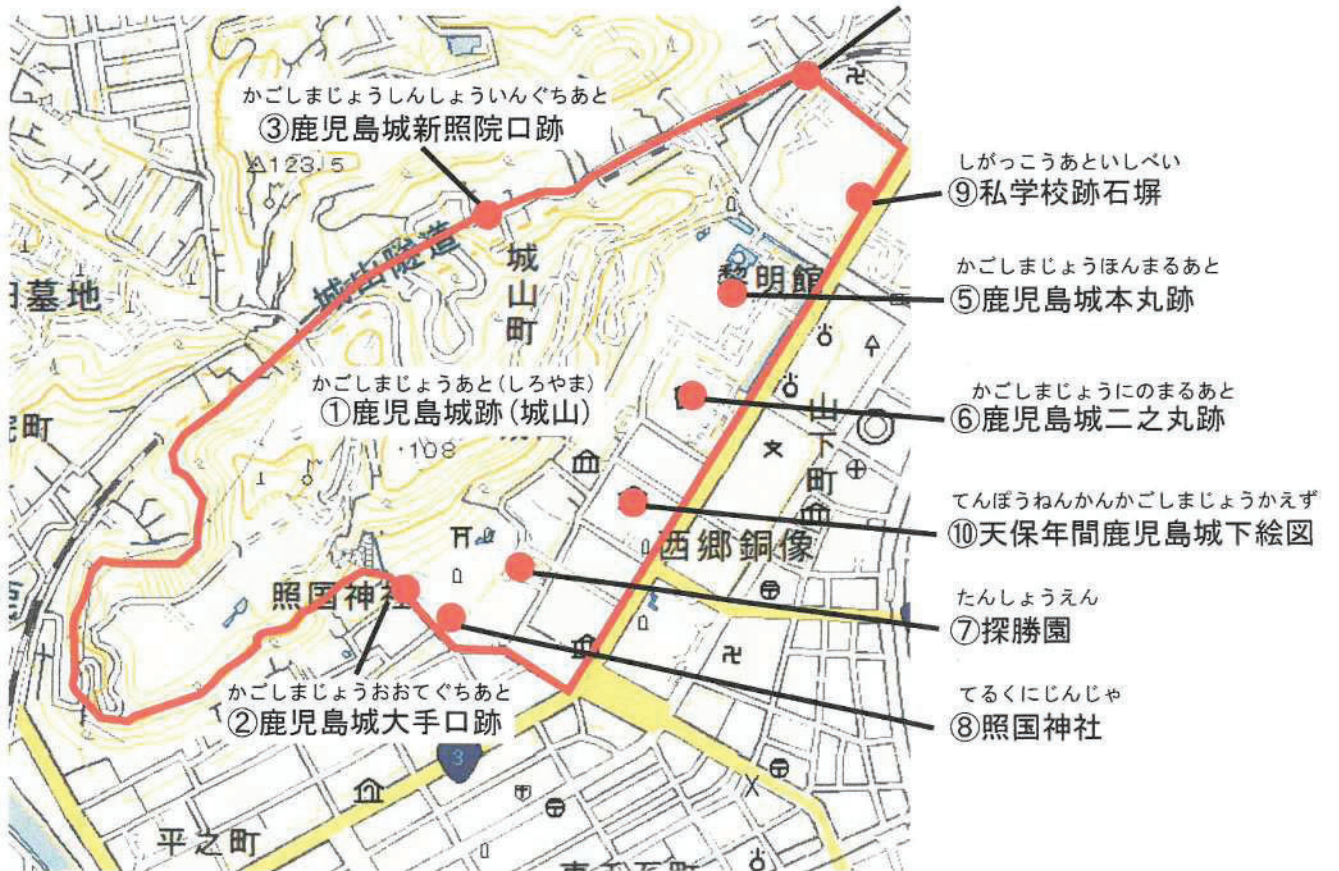 かごしまじょうしんしょういんぐちあと
③鹿児島城新照院口跡
123.5
城山隧道
城山町
しがっこうあといしべい
⑨私学校跡石塀
かごしまじょうほんまるあと
⑤鹿児島城本丸跡
明館
墓地
かごしまじょうあと(しろやま)
①鹿児島城跡(城山)
・108
かごしまじょうにのまるあと
⑥鹿児島城二之丸跡
山下町
てんぽうねんかんかごしまじょうかえず
⑩天保年間鹿児島城下絵図
西郷銅像
照国神社
たんしょうえん
⑦探勝園
かごしまじょうおおてぐちあと
②鹿児島城大手口跡
てるくにじんじゃ
⑧照国神社
3
平之町